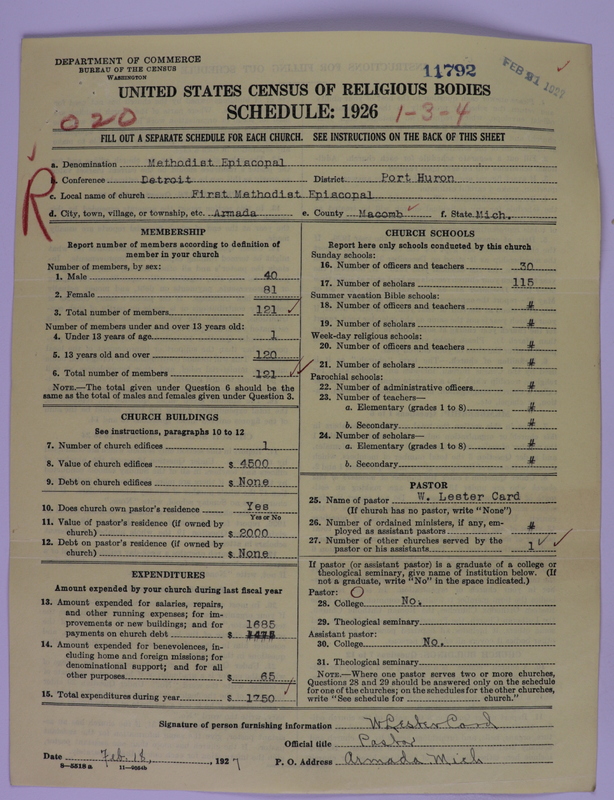 DEPARTMENT OF COMMERCE
BUREAU OF THE CENSUS
WASHINGTON
11792
FEB 21 1927
UNITED STATES CENSUS OF RELIGIOUS BODIES
SCHEDULE: 1926
020
1-3-4
FILL OUT A SEPARATE SCHEDULE FOR EACH CHURCH. SEE INSTRUCTIONS ON THE BACK OF THIS SHEET
R
a. Denomination Methodist Episcopal
b. Conference Detroit District Port Huron
c. Local name of church First Methodist Episcopal
d. City, town, village, or township, etc. Armada e. County Macomb f. State Mich.
MEMBERSHIP
Report number of members according to definition of
member in your church
Number of members, by sex:
1. Male 40
2. Female 81
3. Total number of members 121
Number of members under and over 13 years old:
4. Under 13 years of age 1
5. 13 years old and over 120
6. Total number of members 121
NOTE.—The total given under Question 6 should be the
same as the total of males and females given under Question 3.
CHURCH BUILDINGS
See instructions, paragraphs 10 to 12
7. Number of church edifices 1
8. Value of church edifices $ 4500
9. Debt on church edifices $ None
10. Does church own pastor's residence Yes
Yes or No
11. Value of pastor's residence (if owned by
church) $ 2000
12. Debt on pastor's residence (if owned by
church) $ None
EXPENDITURES
Amount expended by your church during last fiscal year
13. Amount expended for salaries, repairs,
and other running expenses; for im-
provements or new buildings; and for 1685
payments on church debt $
14. Amount expended for benevolences, in-
cluding home and foreign missions; for
denominational support; and for all
other purposes $ 65
15. Total expenditures during year $ 1750
CHURCH SCHOOLS
Report here only schools conducted by this church
Sunday schools:
16. Number of officers and teachers 30
17. Number of scholars 115
Summer vacation Bible schools:
18. Number of officers and teachers #
19. Number of scholars #
Week-day religious schools:
20. Number of officers and teachers #
21. Number of scholars #
Parochial schools:
22. Number of administrative officers #
23. Number of teachers—
a. Elementary (grades 1 to 8) #
b. Secondary #
24. Number of scholars—
a. Elementary (grades 1 to 8) #
b. Secondary #
PASTOR
25. Name of pastor W. Lester Card
(If church has no pastor, write "None")
26. Number of ordained ministers, if any, em-
ployed as assistant pastors #
27. Number of other churches served by the
pastor or his assistants 1
If pastor (or assistant pastor) is a graduate of a college or
theological seminary, give name of institution below. (If
not a graduate, write "No" in the space indicated.)
Pastor:
28. College No.
29. Theological seminary
Assistant pastor:
30. College No.
31. Theological seminary
NOTE.—Where one pastor serves two or more churches,
Questions 28 and 29 should be answered only on the schedule
for one of the churches; on the schedules for the other churches,
write "See schedule for church."
Signature of person furnishing information W Lester Card
Official title Pastor
Date Feb. 18, 1927 P. O. Address Armada Mich
8—5518 a 11—9264b